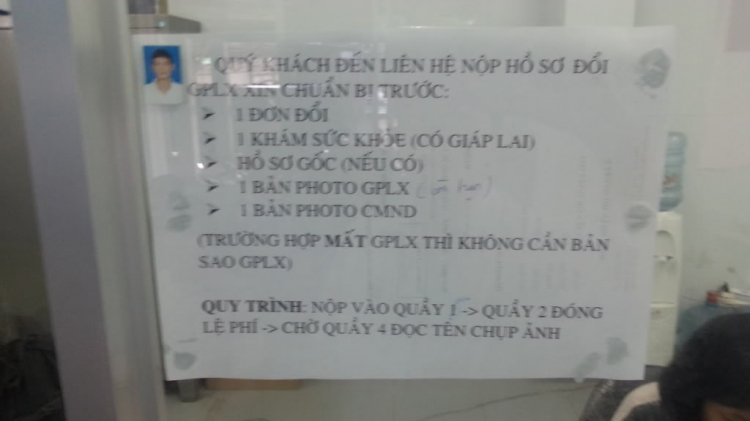 QUÝ KHÁCH ĐẾN LIÊN HỆ NỘP HỒ SƠ ĐỔI
GPLX XIN CHUẨN BỊ TRƯỚC:
➢ 1 ĐƠN ĐỔI
➢ 1 KHÁM SỨC KHỎE (CÓ GIÁP LAI)
➢ HỒ SƠ GỐC (NẾU CÓ)
➢ 1 BẢN PHOTO GPLX (còn hạn)
➢ 1 BẢN PHOTO CMND
(TRƯỜNG HỢP MẤT GPLX THÌ KHÔNG CẦN BẢN
SAO GPLX)
QUY TRÌNH: NỘP VÀO QUẦY 1 -> QUẦY 2 ĐÓNG
LỆ PHÍ -> CHỜ QUẦY 4 ĐỌC TÊN CHỤP ẢNH